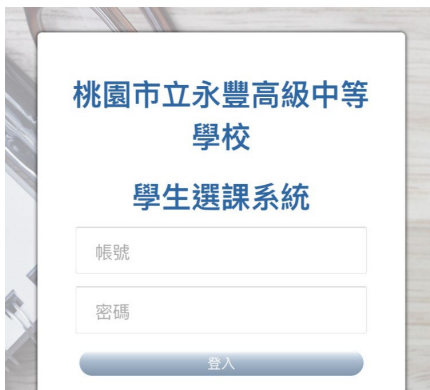 桃園市立永豐高級中等
學校
學生選課系統
帳號
密碼
登入